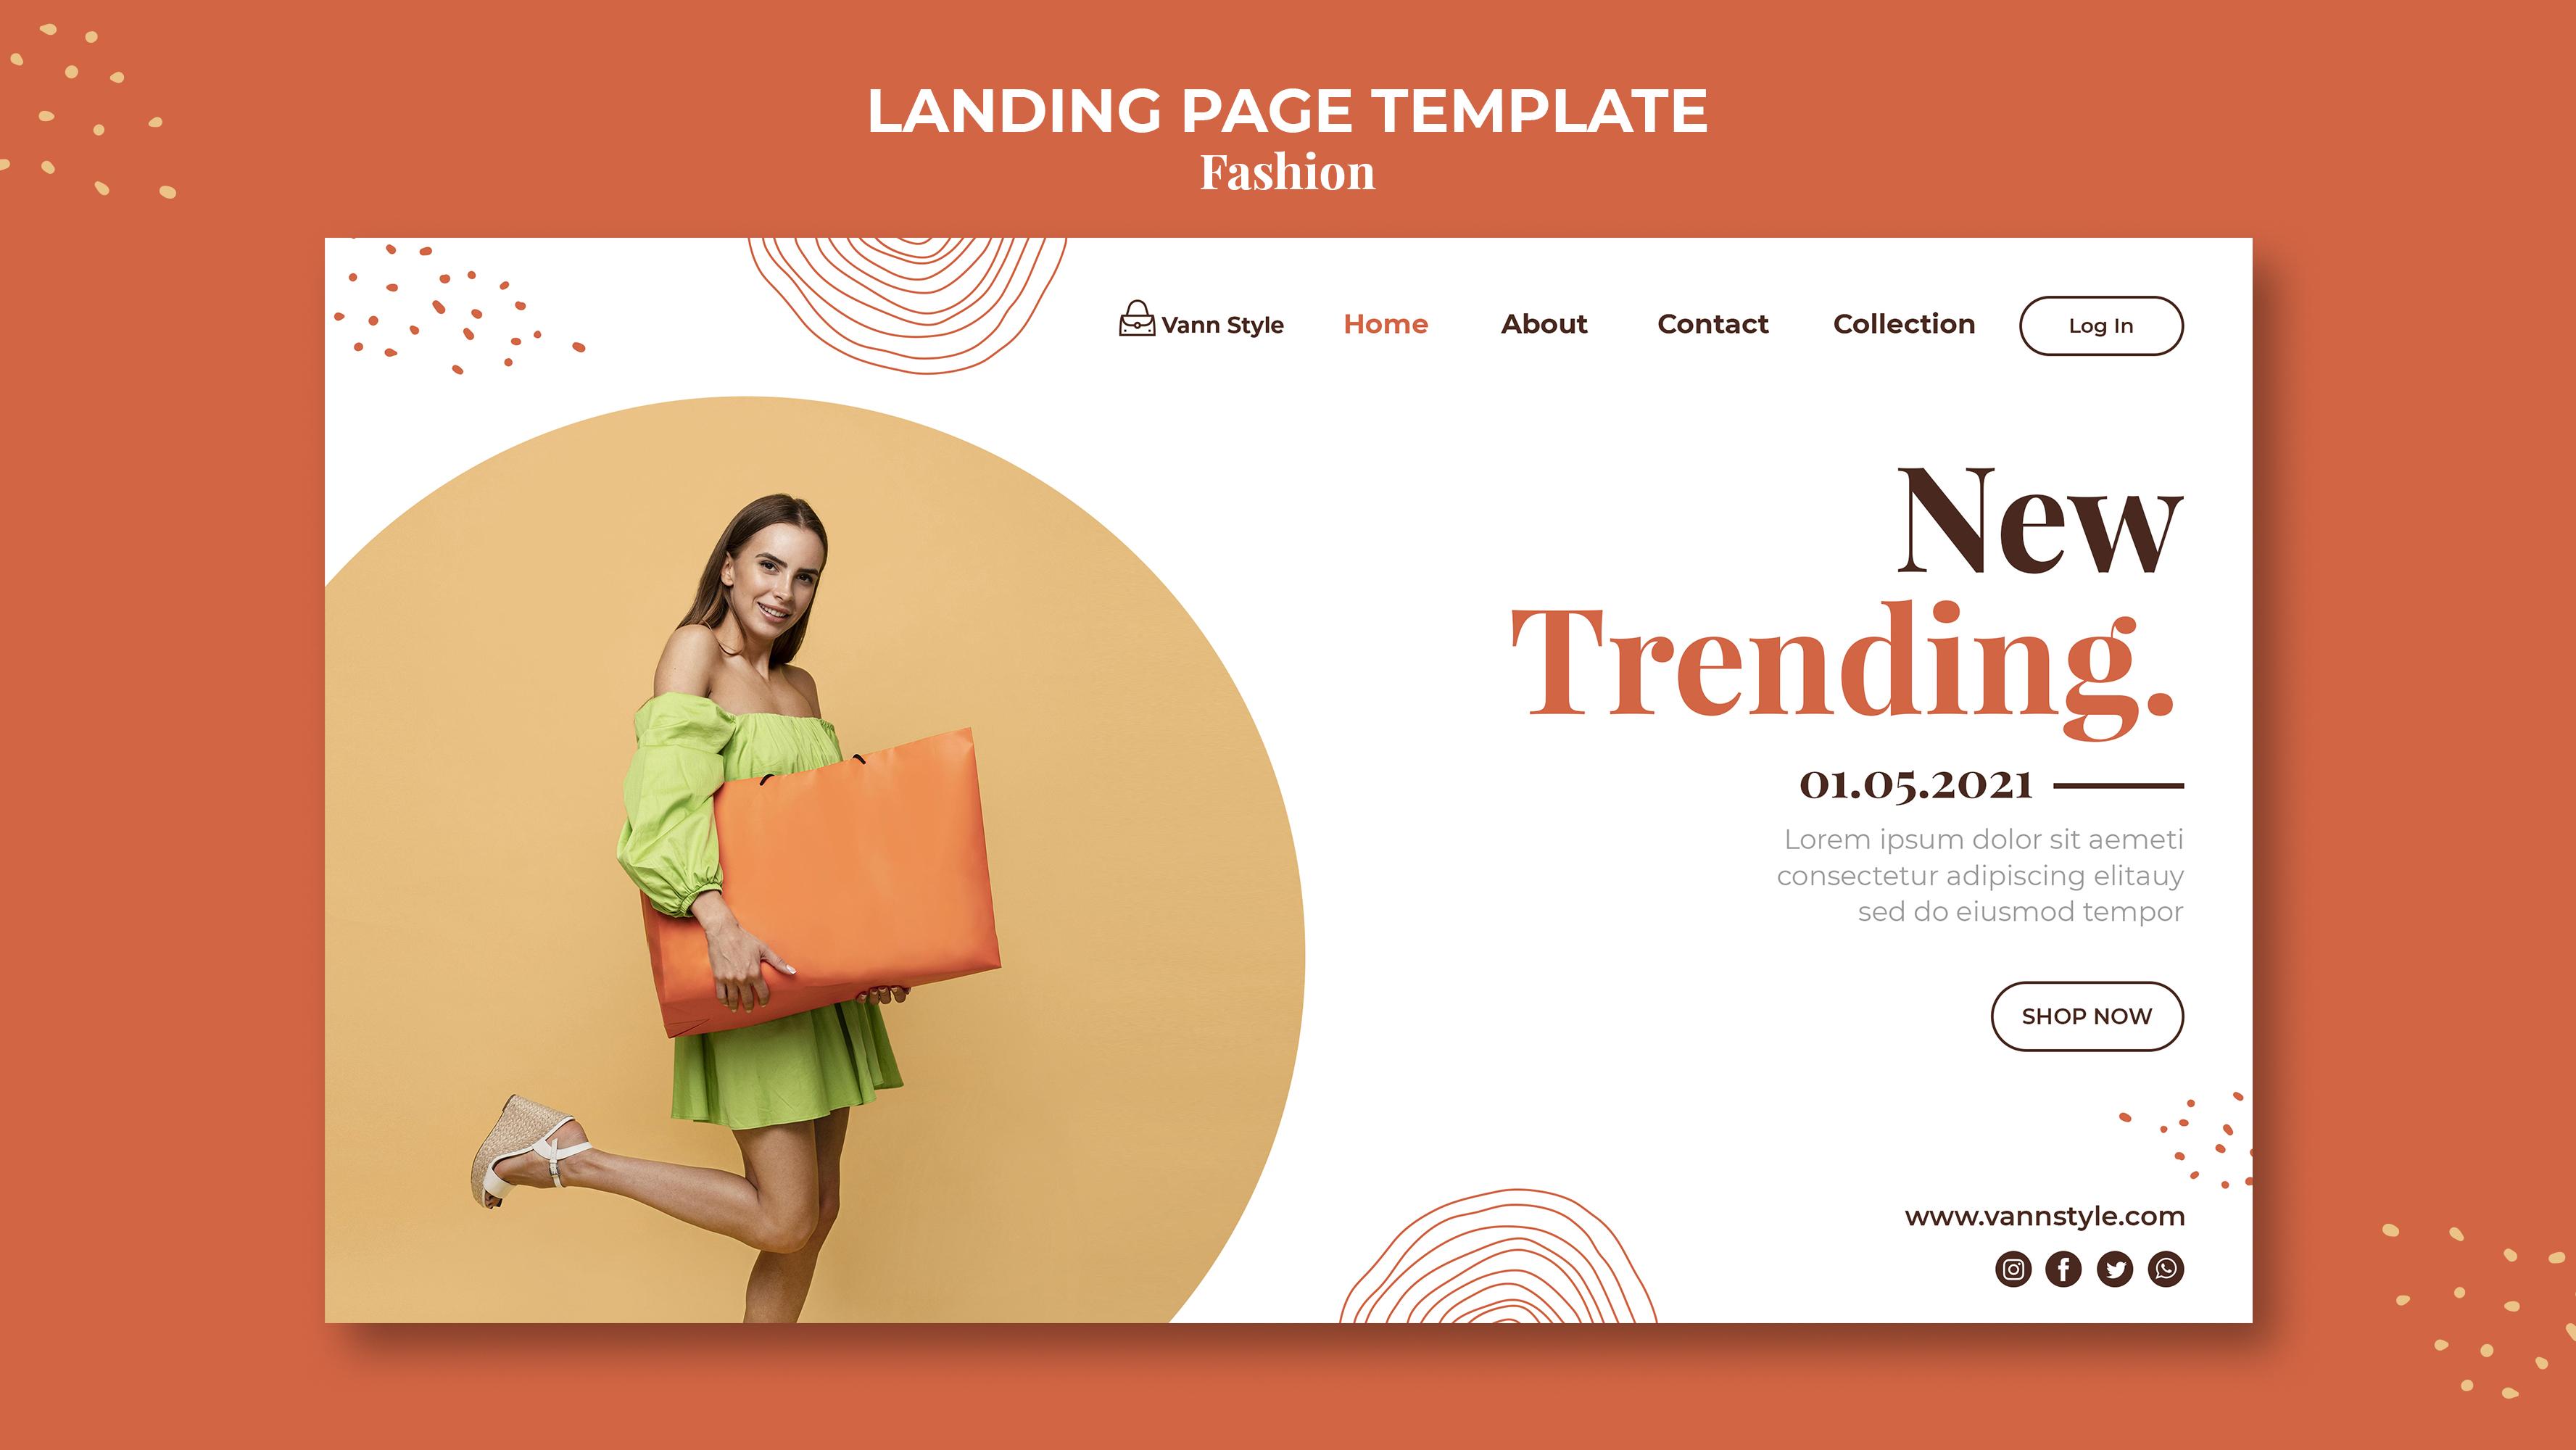 LANDING PAGE TEMPLATE
Fashion
Vann Style Home About Contact Collection Log In
New
Trending.
01.05.2021
Lorem ipsum dolor sit aemeti
consectetur adipiscing elitauy
sed do eiusmod tempor
SHOP NOW
www.vannstyle.com